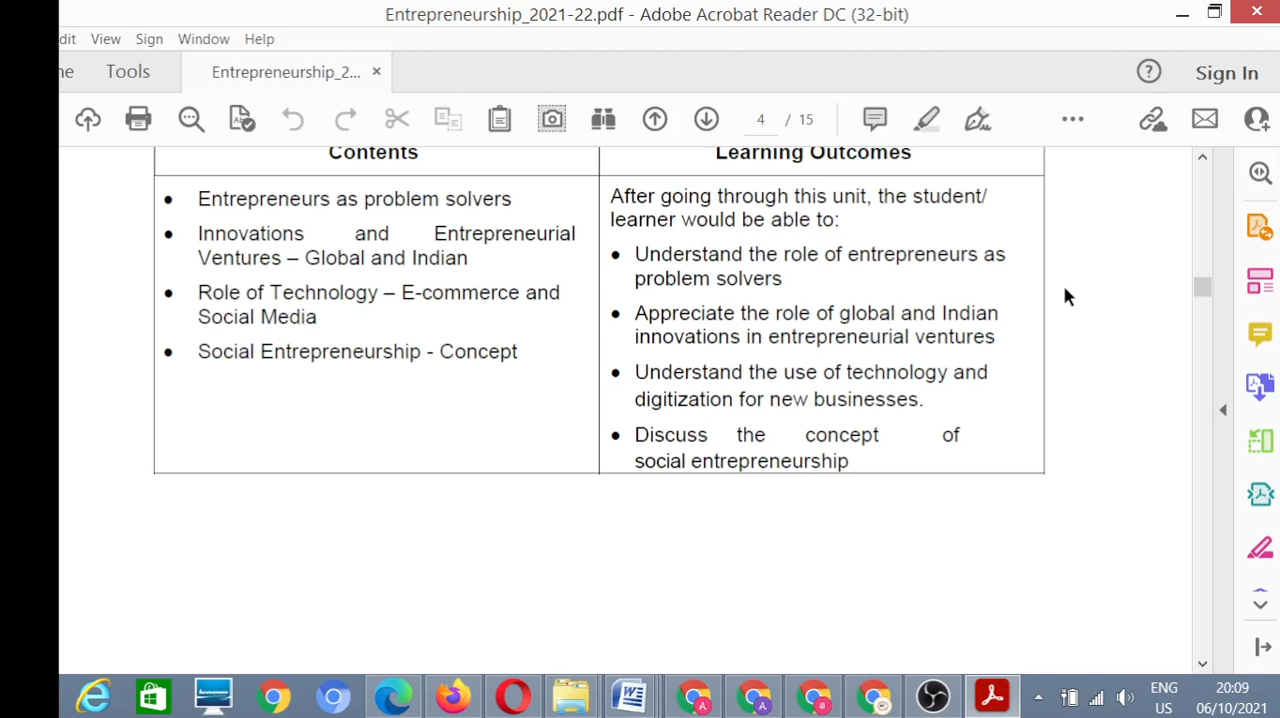 Entrepreneurship_2021-22.pdf - Adobe Acrobat Reader DC (32-bit)
dit View Sign Window Help
ne Tools Entrepreneurship_2... × Sign In
4 / 15
Contents
Learning Outcomes
• Entrepreneurs as problem solvers
• Innovations and Entrepreneurial
Ventures – Global and Indian
• Role of Technology – E-commerce and
Social Media
• Social Entrepreneurship - Concept
After going through this unit, the student/
learner would be able to:
• Understand the role of entrepreneurs as
problem solvers
• Appreciate the role of global and Indian
innovations in entrepreneurial ventures
• Understand the use of technology and
digitization for new businesses.
• Discuss the concept of
social entrepreneurship
ENG 20:09
US 06/10/2021